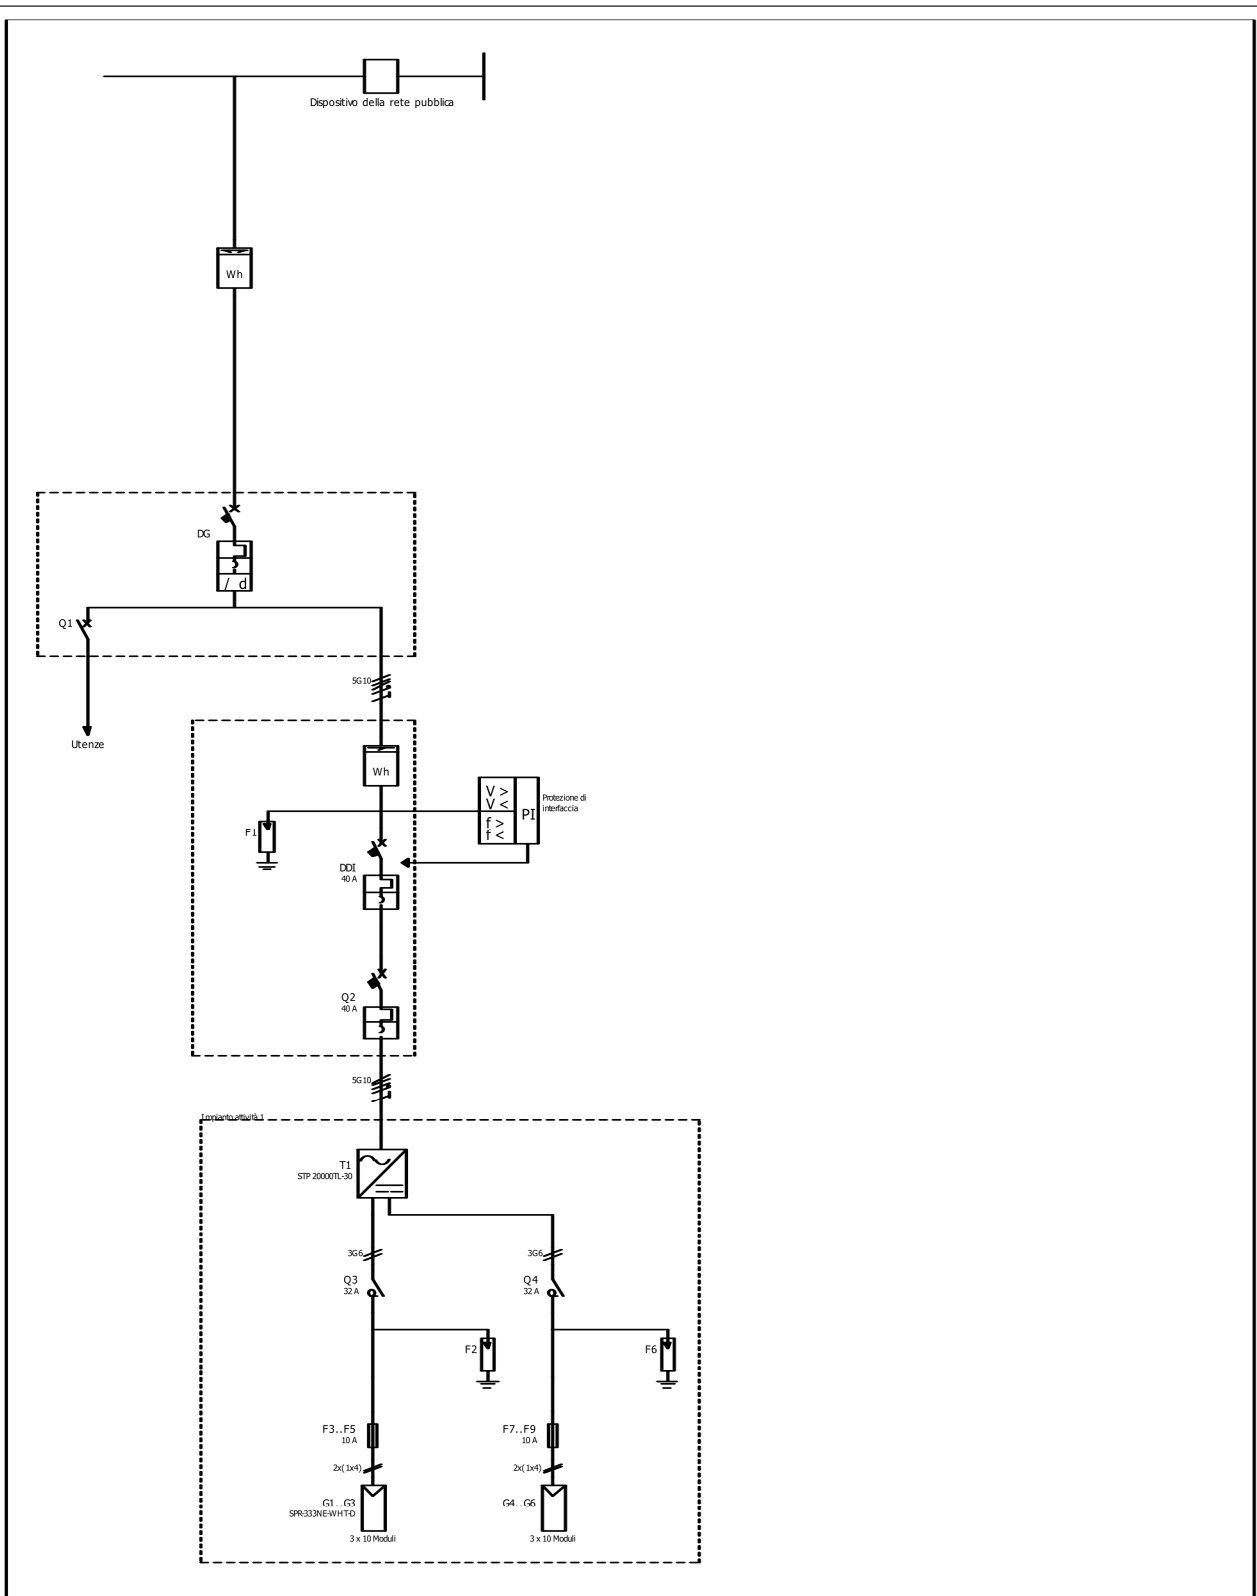 Dispositivo della rete pubblica
Wh
DG
/ d
Q1
5G10
Utenze
Wh
V >
V <
f >
f <
PI
Protezione di
interfaccia
F1
DDI
40 A
Q2
40 A
5G10
Impianto attività 1
T1
STP 20000TL-30
3G6
3G6
Q3
32 A
Q4
32 A
F2
F6
F3..F5
10 A
F7..F9
10 A
2x(1x4)
2x(1x4)
G1..G3
SPR-333NE-WHT-D
G4..G6
3 x 10 Moduli
3 x 10 Moduli